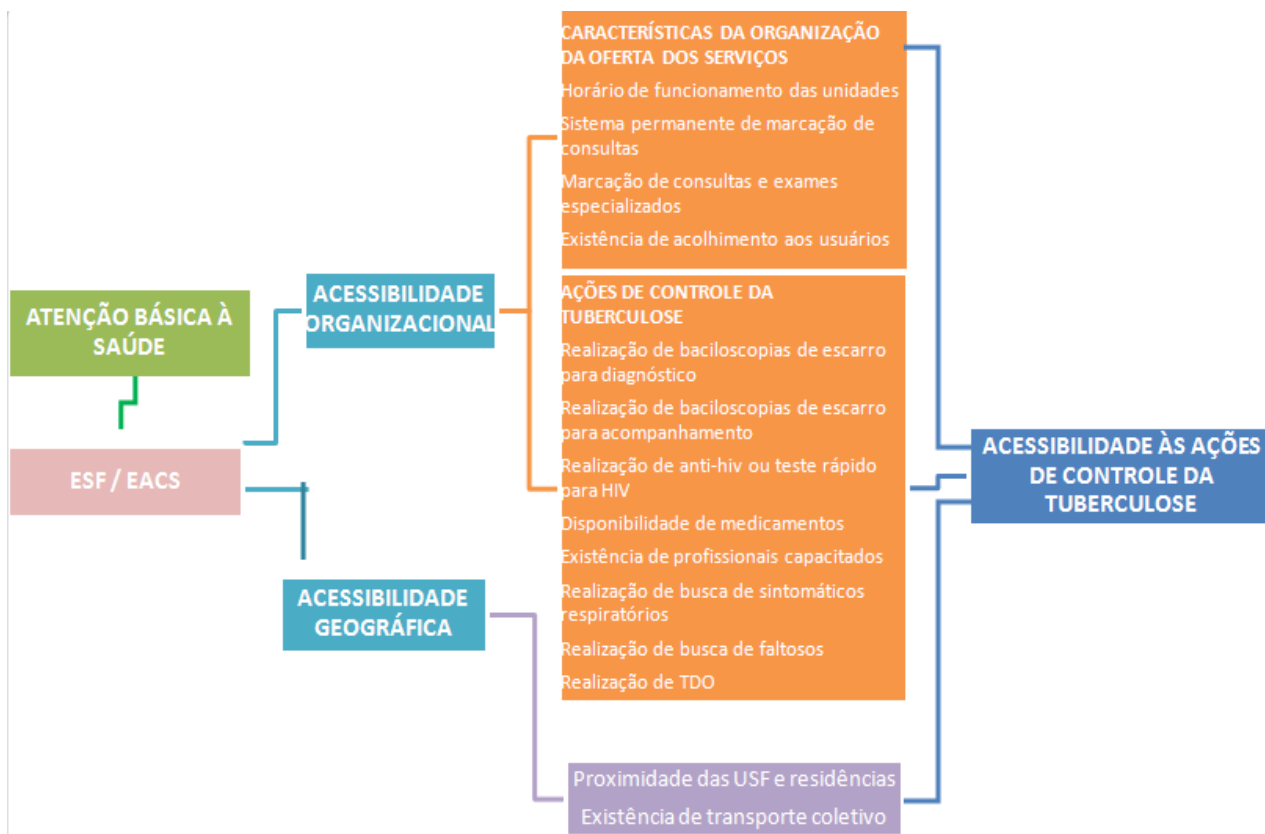 ATENÇÃO BÁSICA À
SAÚDE
ESF / EACS
ACESSIBILIDADE
ORGANIZACIONAL
ACESSIBILIDADE
GEOGRÁFICA
CARACTERÍSTICAS DA ORGANIZAÇÃO
DA OFERTA DOS SERVIÇOS
Horário de funcionamento das unidades
Sistema permanente de marcação de
consultas
Marcação de consultas e exames
especializados
Existência de acolhimento aos usuários
AÇÕES DE CONTROLE DA
TUBERCULOSE
Realização de baciloscopias de escarro
para diagnóstico
Realização de baciloscopias de escarro
para acompanhamento
Realização de anti-hiv ou teste rápido
para HIV
Disponibilidade de medicamentos
Existência de profissionais capacitados
Realização de busca de sintomáticos
respiratórios
Realização de busca de faltosos
Realização de TDO
Proximidade das USF e residências
Existência de transporte coletivo
ACESSIBILIDADE ÀS AÇÕES
DE CONTROLE DA
TUBERCULOSE